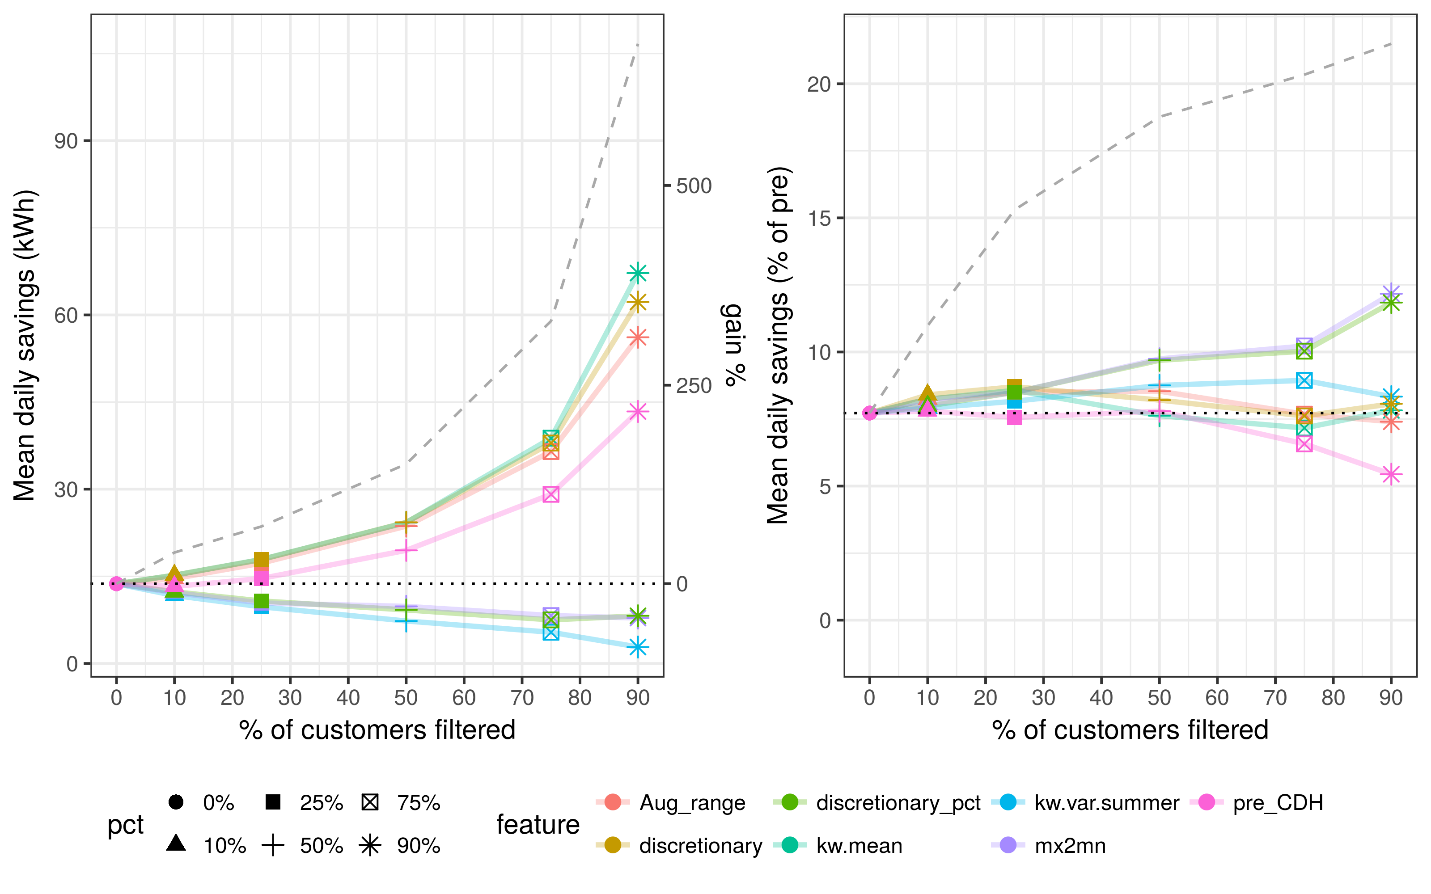 Mean daily savings (kWh)
90
60
30
0
500
250
0
gain %
0 10 20 30 40 50 60 70 80 90
% of customers filtered
Mean daily savings (% of pre)
20
15
10
5
0
0 10 20 30 40 50 60 70 80 90
% of customers filtered
pct
0% 25% 75%
10% 50% 90%
feature
Aug_range discretionary_pct kw.var.summer pre_CDH
discretionary kw.mean mx2mn